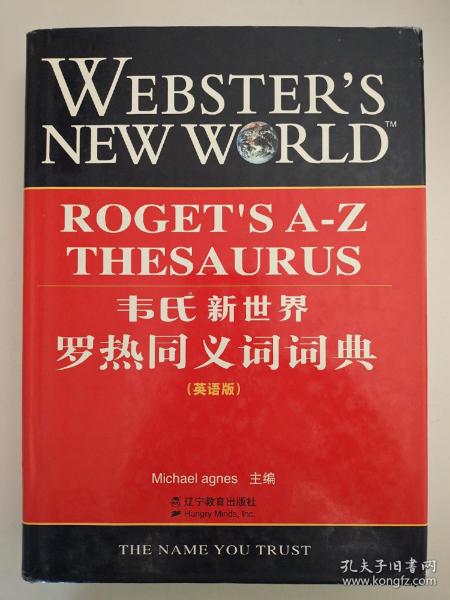 WEBSTER'S
NEW WORLD™
ROGET'S A-Z
THESAURUS
韦氏 新世界
罗热同义词词典
(英语版)
Michael agnes 主编
辽宁教育出版社
Hungry Minds, Inc.
THE NAME YOU TRUST
孔夫子旧书网
www.kongfz.com